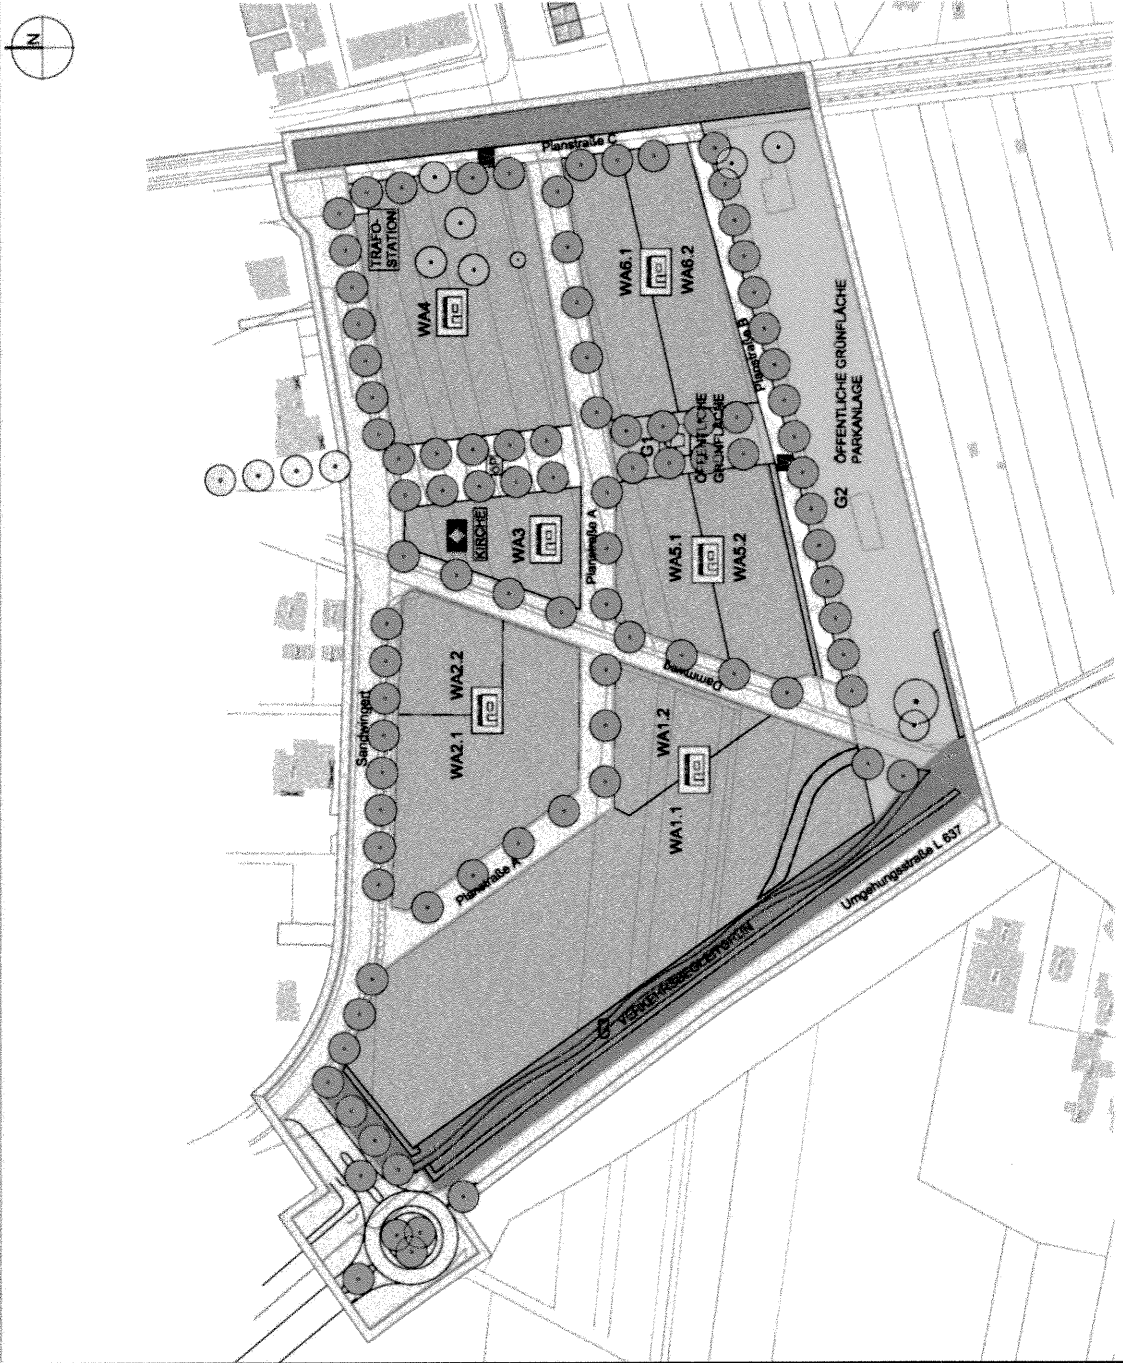 N
Planstraße C
TRAFO-
STATION
WA4
WA6.1
WA6.2
Planstraße B
ÖFFENTLICHE GRÜNFLÄCHE
PARKANLAGE
G2
G1
ÖFFENTLICHE
GRÜNFLÄCHE
KIRCHE
WA3
Planstraße A
WA5.1
WA5.2
Sandwingert
WA2.2
WA2.1
Dammweg
WA1.2
WA1.1
Planstraße A
VERKEHRSBEGLEITGRÜN
Umgehungsstraße L 637